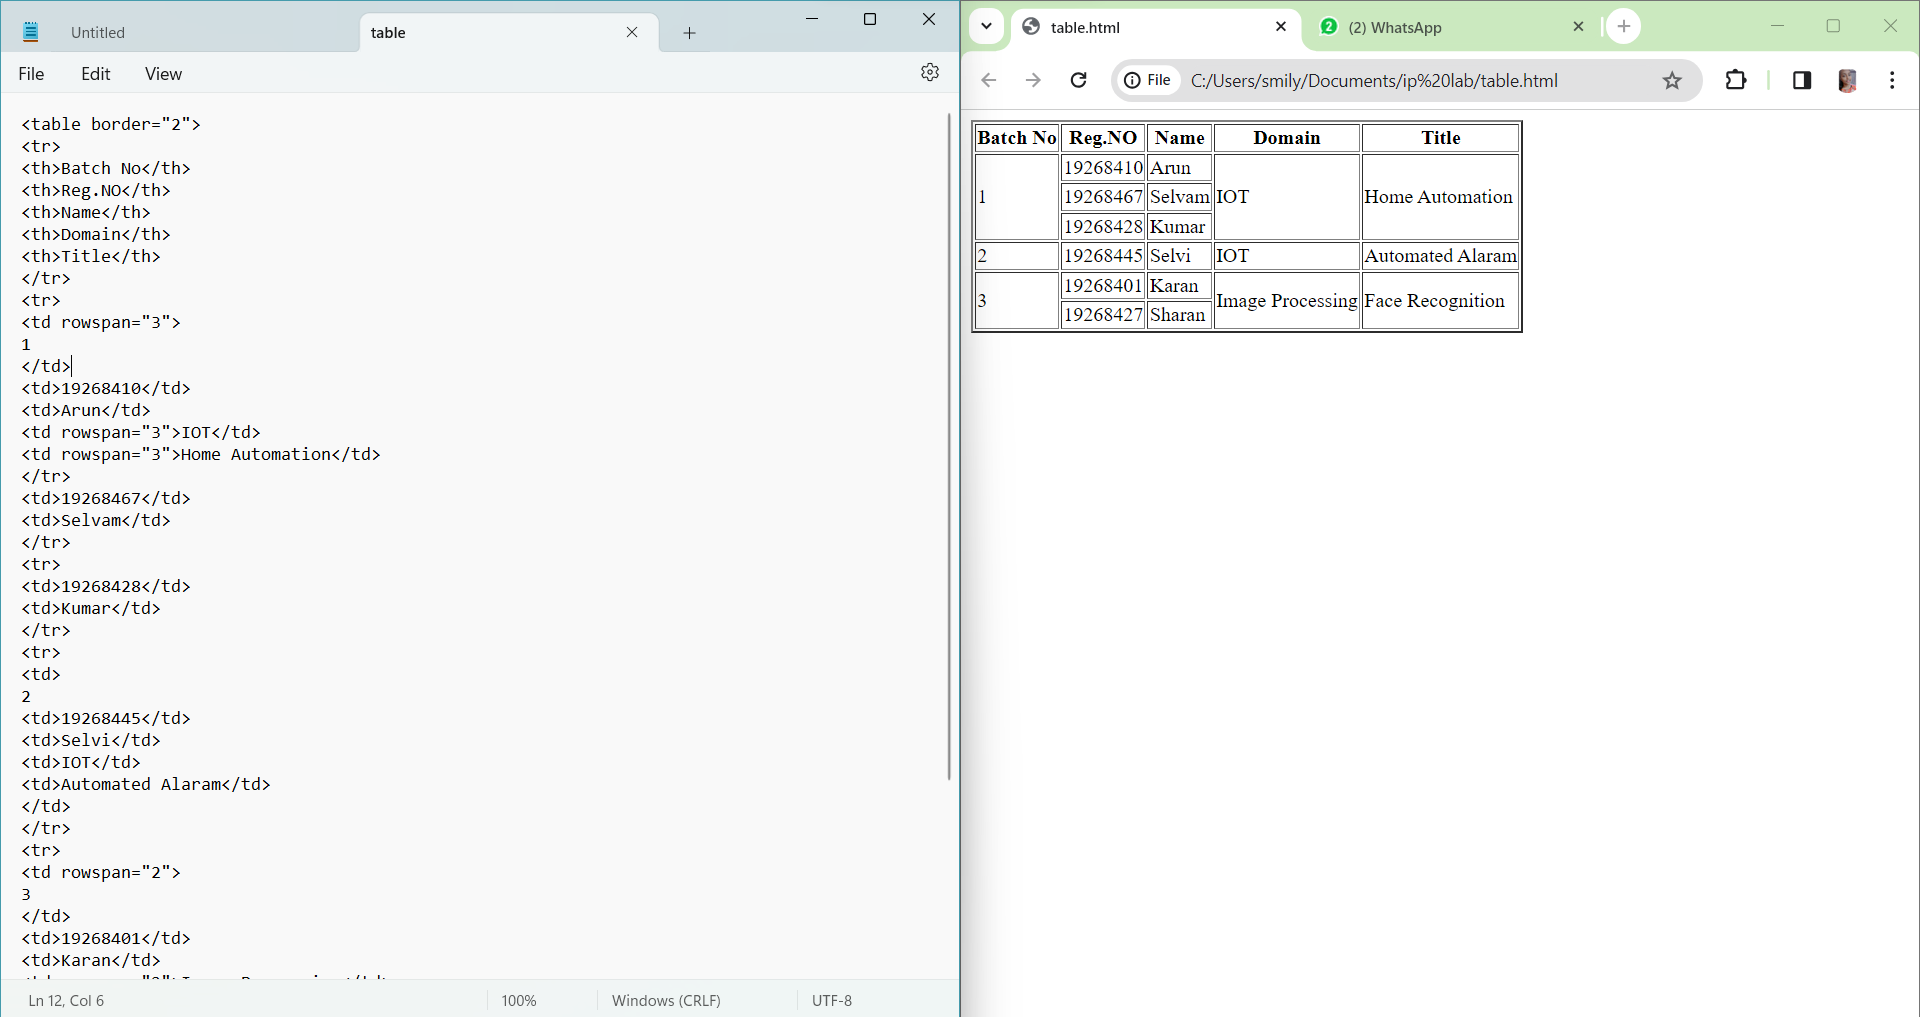 Untitled
table
File Edit View
<table border="2">
<tr>
<th>Batch No</th>
<th>Reg.NO</th>
<th>Name</th>
<th>Domain</th>
<th>Title</th>
</tr>
<tr>
<td rowspan="3">
1
</td>
<td>19268410</td>
<td>Arun</td>
<td rowspan="3">IOT</td>
<td rowspan="3">Home Automation</td>
</tr>
<td>19268467</td>
<td>Selvam</td>
</tr>
<tr>
<td>19268428</td>
<td>Kumar</td>
</tr>
<tr>
<td>
2
<td>19268445</td>
<td>Selvi</td>
<td>IOT</td>
<td>Automated Alaram</td>
</td>
</tr>
<tr>
<td rowspan="2">
3
</td>
<td>19268401</td>
<td>Karan</td>
Ln 12, Col 6 100% Windows (CRLF) UTF-8
table.html
2 (2) WhatsApp
File C:/Users/smily/Documents/ip%20lab/table.html
Batch No Reg.NO Name Domain Title
1 19268410 Arun IOT Home Automation
19268467 Selvam
19268428 Kumar
2 19268445 Selvi IOT Automated Alaram
3 19268401 Karan Image Processing Face Recognition
19268427 Sharan